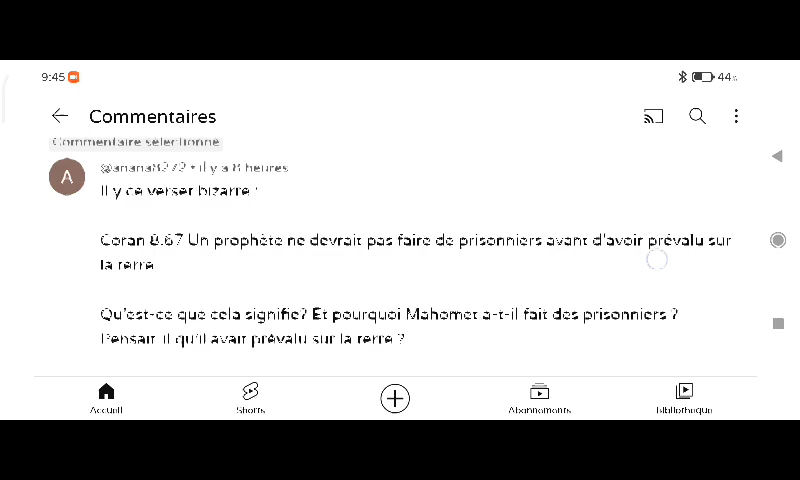 9:45
44%
Commentaires
Commentaire sélectionné
A
• il y a 8 heures
Il y ce verser bizarre :
Coran 8.67 Un prophète ne devrait pas faire de prisonniers avant d'avoir prévalu sur
la terre
Qu'est-ce que cela signifie? Et pourquoi Mahomet a-t-il fait des prisonniers ?
Pensait il qu'il avait prévalu sur la terre ?
Accueil
Shorts
Abonnements
Bibliothèque